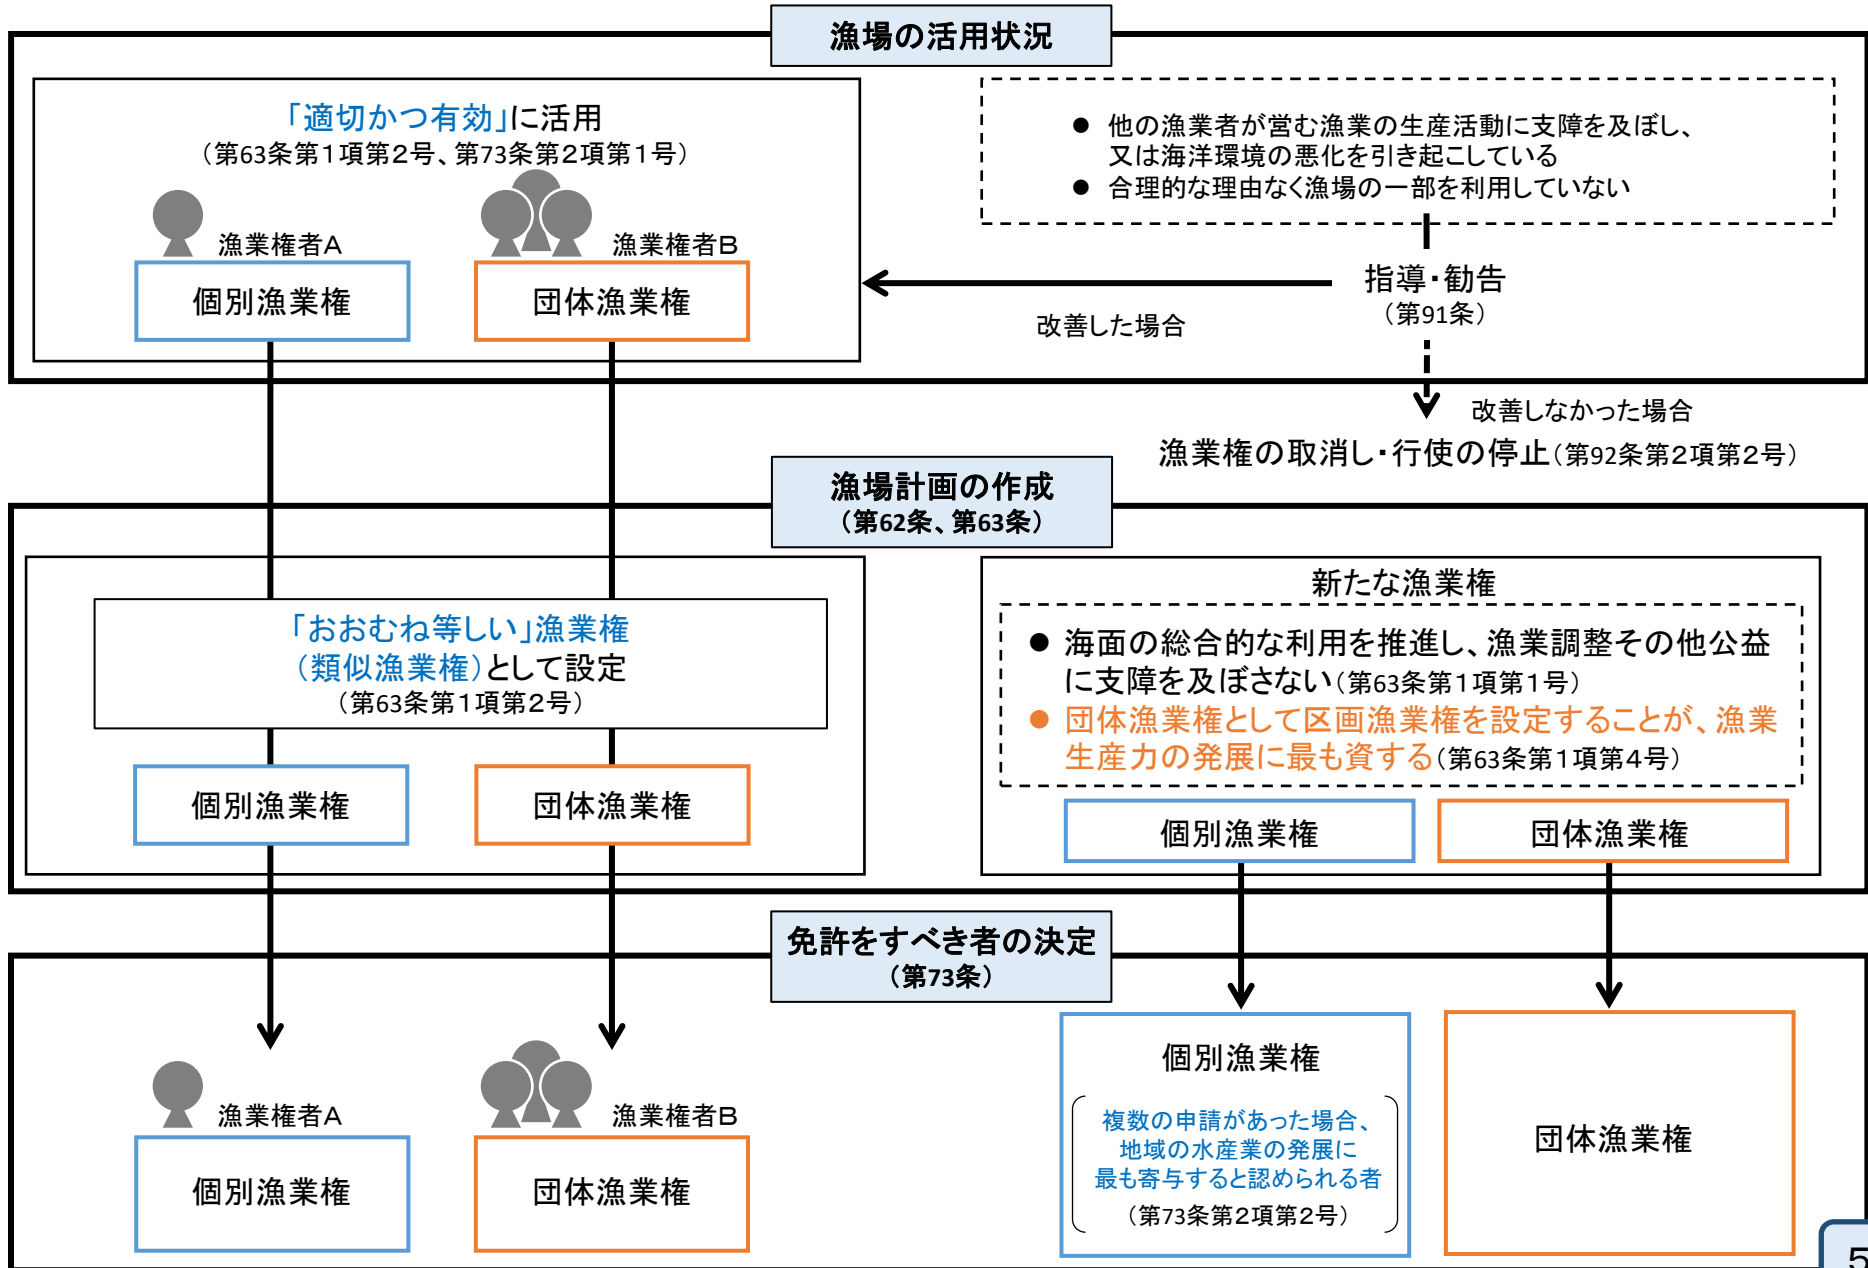 漁場の活用状況
「適切かつ有効」に活用
（第63条第１項第２号、第73条第２項第１号）
漁業権者Ａ
漁業権者Ｂ
個別漁業権
団体漁業権
● 他の漁業者が営む漁業の生産活動に支障を及ぼし、
又は海洋環境の悪化を引き起こしている
● 合理的な理由なく漁場の一部を利用していない
指導・勧告
（第91条）
改善した場合
改善しなかった場合
漁業権の取消し・行使の停止（第92条第２項第２号）
漁場計画の作成
（第62条、第63条）
「おおむね等しい」漁業権
（類似漁業権）として設定
（第63条第１項第２号）
個別漁業権
団体漁業権
新たな漁業権
● 海面の総合的な利用を推進し、漁業調整その他公益
に支障を及ぼさない（第63条第１項第１号）
● 団体漁業権として区画漁業権を設定することが、漁業
生産力の発展に最も資する（第63条第１項第４号）
個別漁業権
団体漁業権
免許をすべき者の決定
（第73条）
漁業権者Ａ
漁業権者Ｂ
個別漁業権
団体漁業権
個別漁業権
複数の申請があった場合、
地域の水産業の発展に
最も寄与すると認められる者
（第73条第２項第２号）
団体漁業権
5